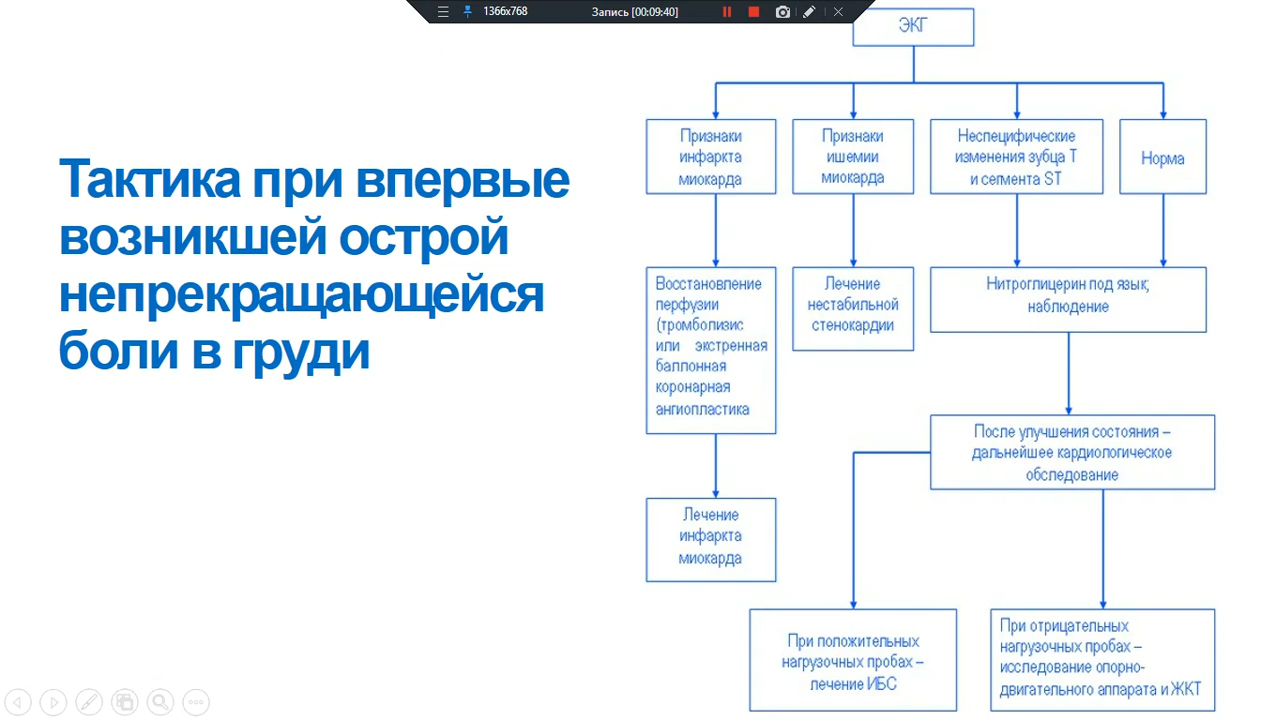 1366x768
Запись [00:09:40]
Тактика при впервые
возникшей острой
непрекращающейся
боли в груди
ЭКГ
Признаки
инфаркта
миокарда
Признаки
ишемии
миокарда
Неспецифические
изменения зубца Т
и сегмента ST
Норма
Восстановление
перфузии
(тромболизис
или экстренная
баллонная
коронарная
ангиопластика
Лечение
нестабильной
стенокардии
Нитроглицерин под язык;
наблюдение
После улучшения состояния –
дальнейшее кардиологическое
обследование
Лечение
инфаркта
миокарда
При положительных
нагрузочных пробах –
лечение ИБС
При отрицательных
нагрузочных пробах –
исследование опорно-
двигательного аппарата и ЖКТ